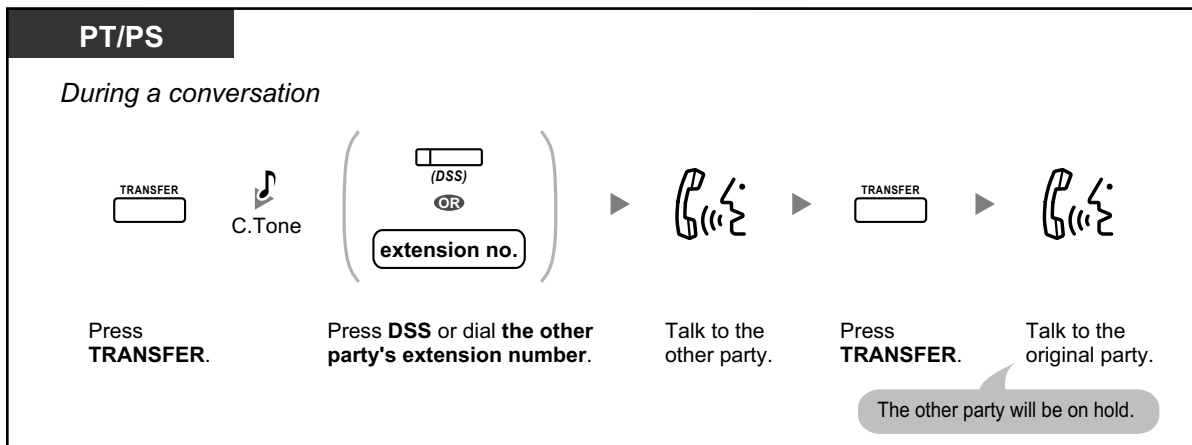 PT/PS
During a conversation
TRANSFER
C.Tone
(DSS)
OR
extension no.
TRANSFER
Press
TRANSFER.
Press DSS or dial the other
party's extension number.
Talk to the
other party.
Press
TRANSFER.
Talk to the
original party.
The other party will be on hold.